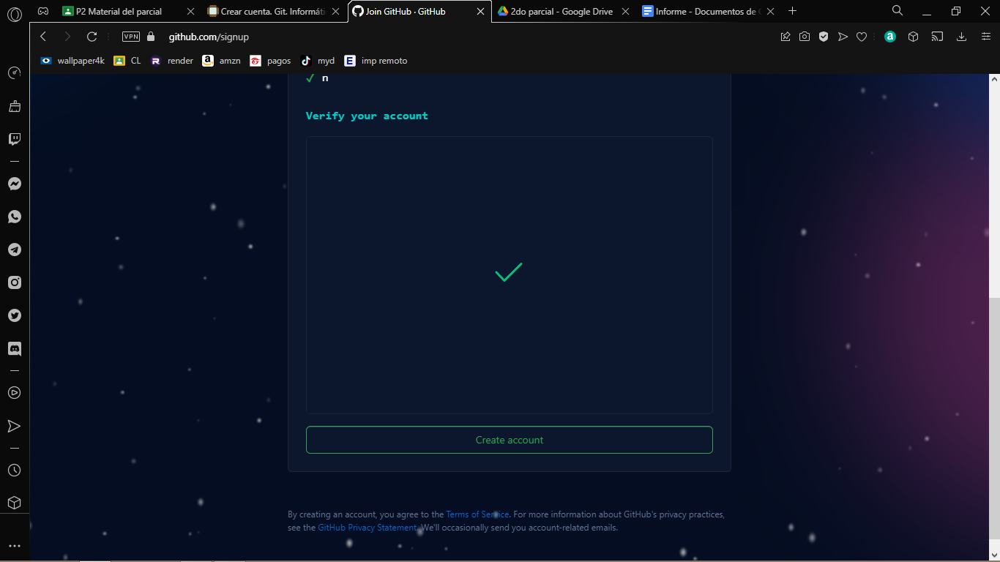 P2 Material del parcial
Crear cuenta. Git. Informáti
Join GitHub · GitHub
2do parcial - Google Drive
Informe - Documentos de G
VPN
github.com/signup
a
wallpaper4k
CL
render
amzn
pagos
myd
E
imp remoto
n
Verify your account
Create account
By creating an account, you agree to the Terms of Service. For more information about GitHub's privacy practices,
see the GitHub Privacy Statement. We'll occasionally send you account-related emails.